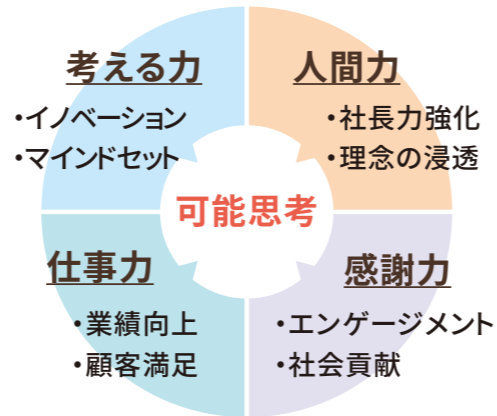 考える力
・イノベーション
・マインドセット
人間力
・社長力強化
・理念の浸透
可能思考
仕事力
・業績向上
・顧客満足
感謝力
・エンゲージメント
・社会貢献